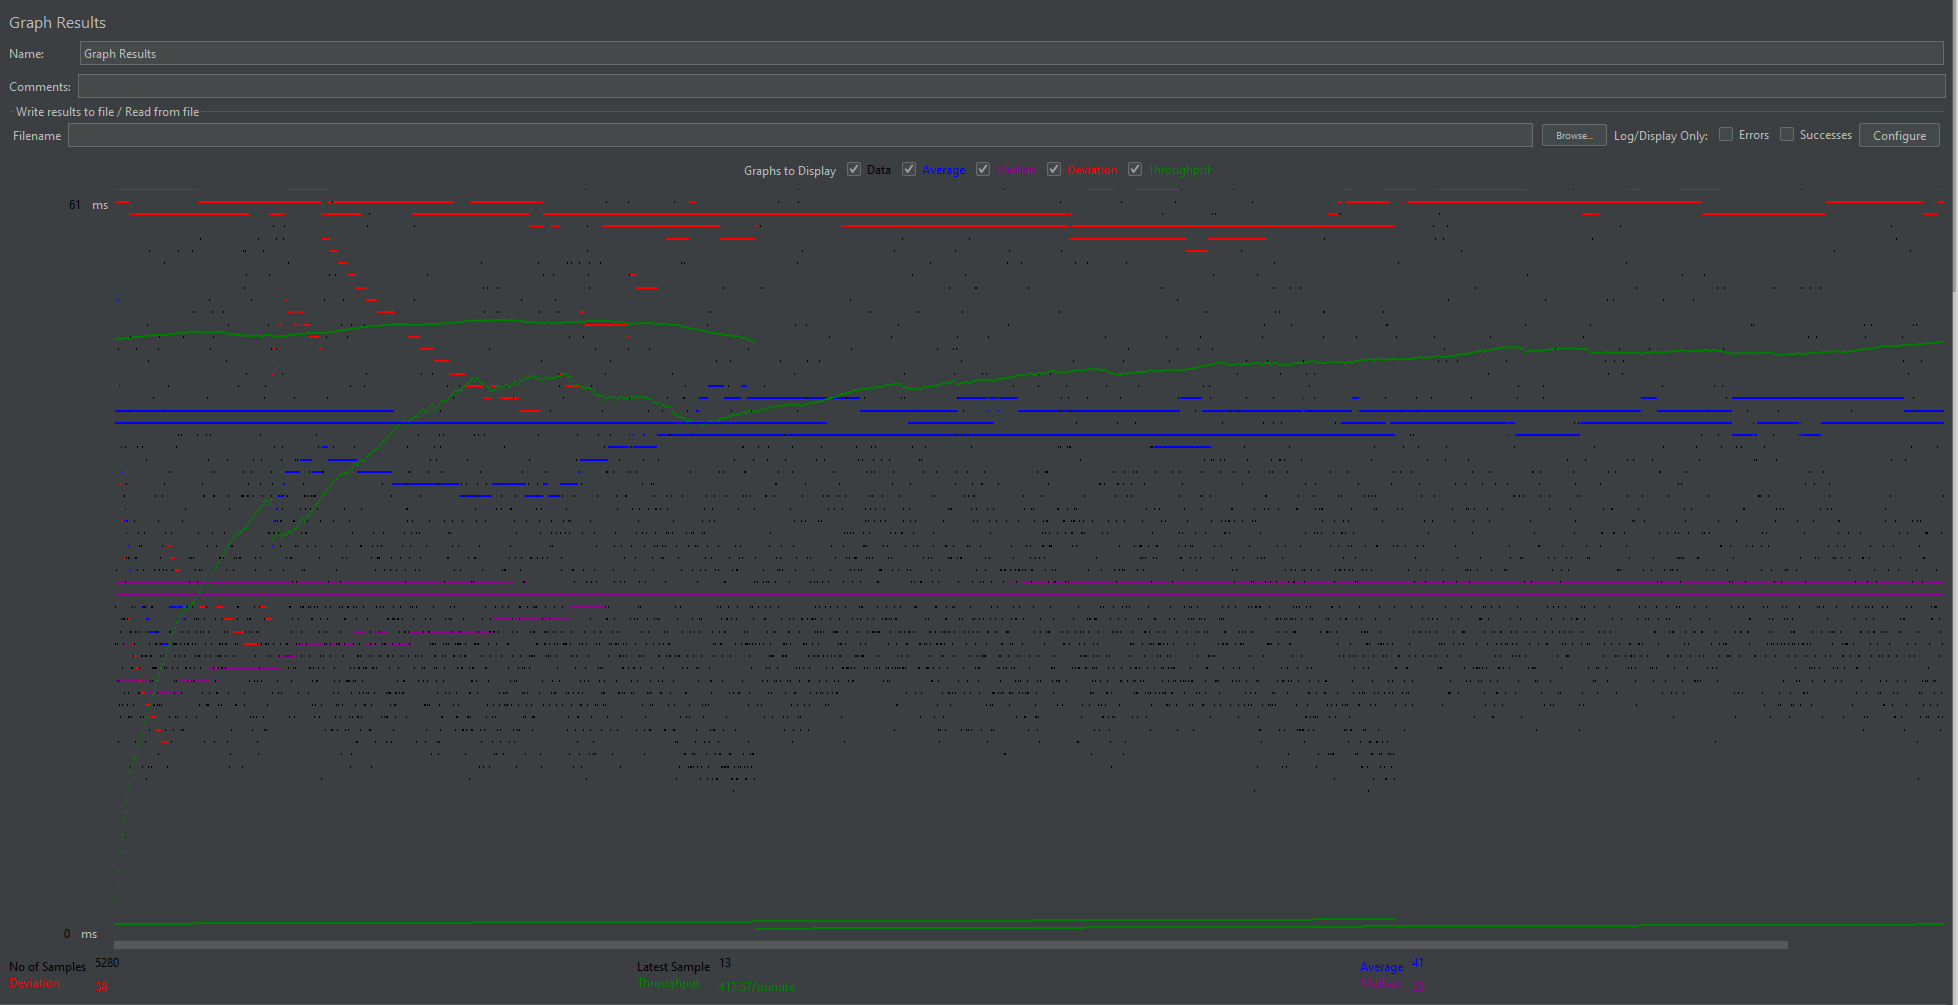 Graph Results
Name: Graph Results
Comments:
Write results to file / Read from file
Filename Browse... Log/Display Only: Errors Successes Configure
Graphs to Display Data Average Median Deviation Throughput
61 ms
0 ms
No of Samples 5280 Latest Sample 13 Average 41
Deviation 58 Throughput 417.57/minute Median